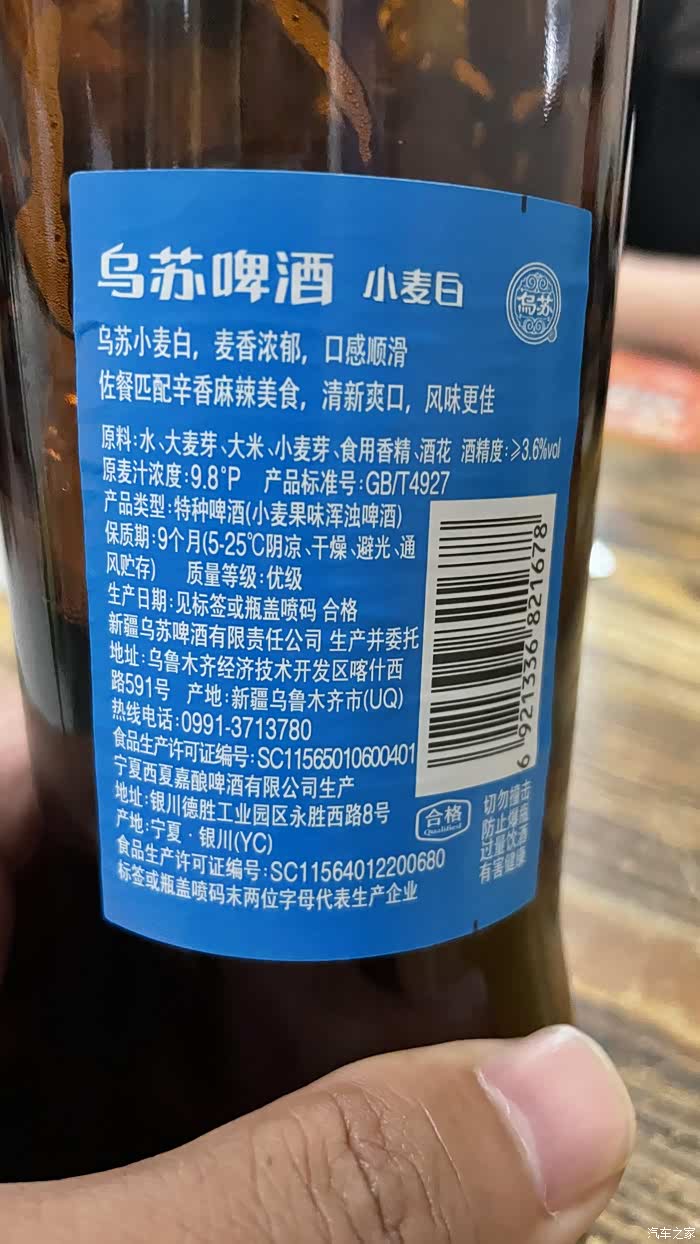 乌苏啤酒 小麦白
乌苏
乌苏小麦白，麦香浓郁，口感顺滑
佐餐匹配辛香麻辣美食，清新爽口，风味更佳
原料:水、大麦芽、大米、小麦芽、食用香精、酒花 酒精度:≥3.6%vol
原麦汁浓度:9.8°P 产品标准号:GB/T4927
产品类型:特种啤酒(小麦果味浑浊啤酒)
保质期:9个月(5-25℃阴凉、干燥、避光、通
风贮存) 质量等级:优级
生产日期:见标签或瓶盖喷码 合格
新疆乌苏啤酒有限责任公司 生产并委托
地址:乌鲁木齐经济技术开发区喀什西
路591号 产地:新疆乌鲁木齐市(UQ)
热线电话:0991-3713780
食品生产许可证编号:SC11565010600401
宁夏西夏嘉酿啤酒有限公司生产
地址:银川德胜工业园区永胜西路8号
产地:宁夏·银川(YC)
食品生产许可证编号:SC11564012200680
标签或瓶盖喷码末两位字母代表生产企业
6 921336 821678
合格
Qualified
切勿撞击
防止爆瓶
过量饮酒
有害健康
汽车之家